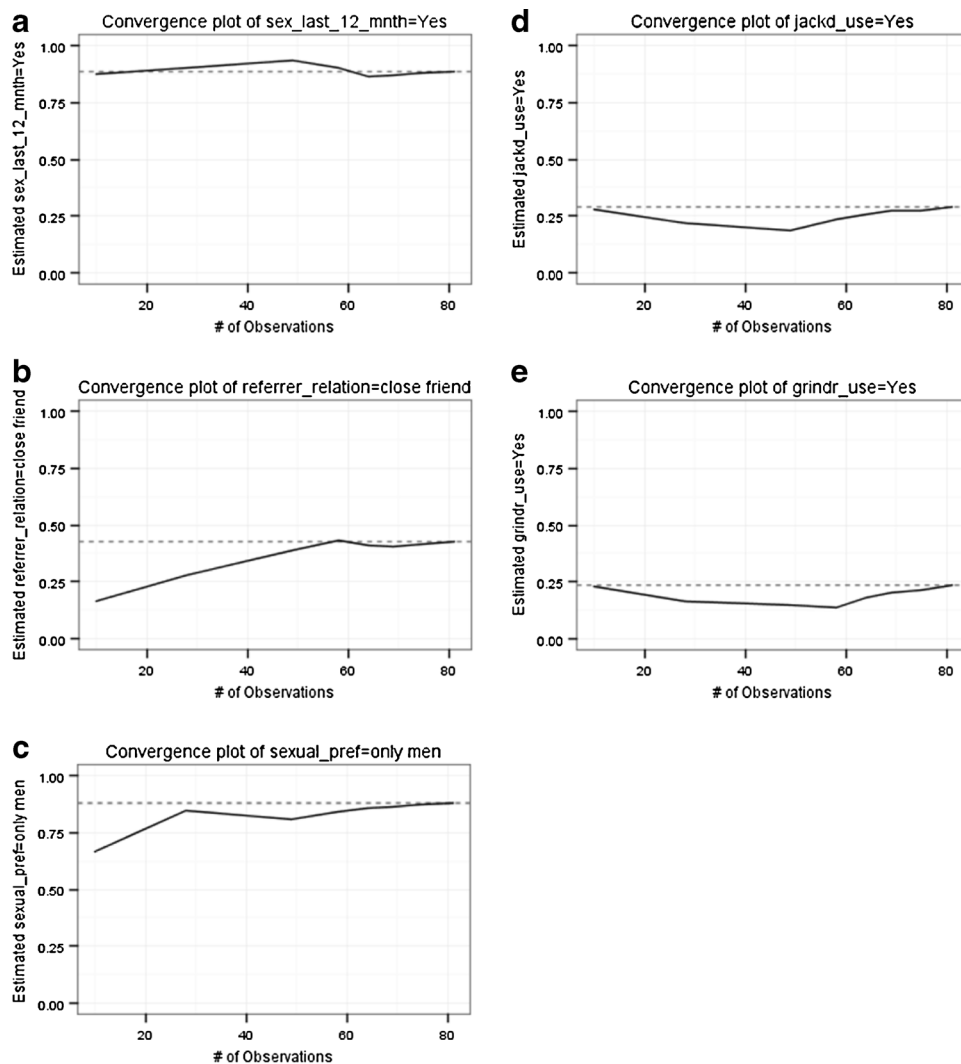 a
Convergence plot of sex_last_12_mnth=Yes
Estimated sex_last_12_mnth=Yes
1.00
0.75
0.50
0.25
0.00
20 40 60 80
# of Observations
b
Convergence plot of referrer_relation=close friend
Estimated referrer_relation=close friend
1.00
0.75
0.50
0.25
0.00
20 40 60 80
# of Observations
c
Convergence plot of sexual_pref=only men
Estimated sexual_pref=only men
1.00
0.75
0.50
0.25
0.00
20 40 60 80
# of Observations
d
Convergence plot of jackd_use=Yes
Estimated jackd_use=Yes
1.00
0.75
0.50
0.25
0.00
20 40 60 80
# of Observations
e
Convergence plot of grindr_use=Yes
Estimated grindr_use=Yes
1.00
0.75
0.50
0.25
0.00
20 40 60 80
# of Observations